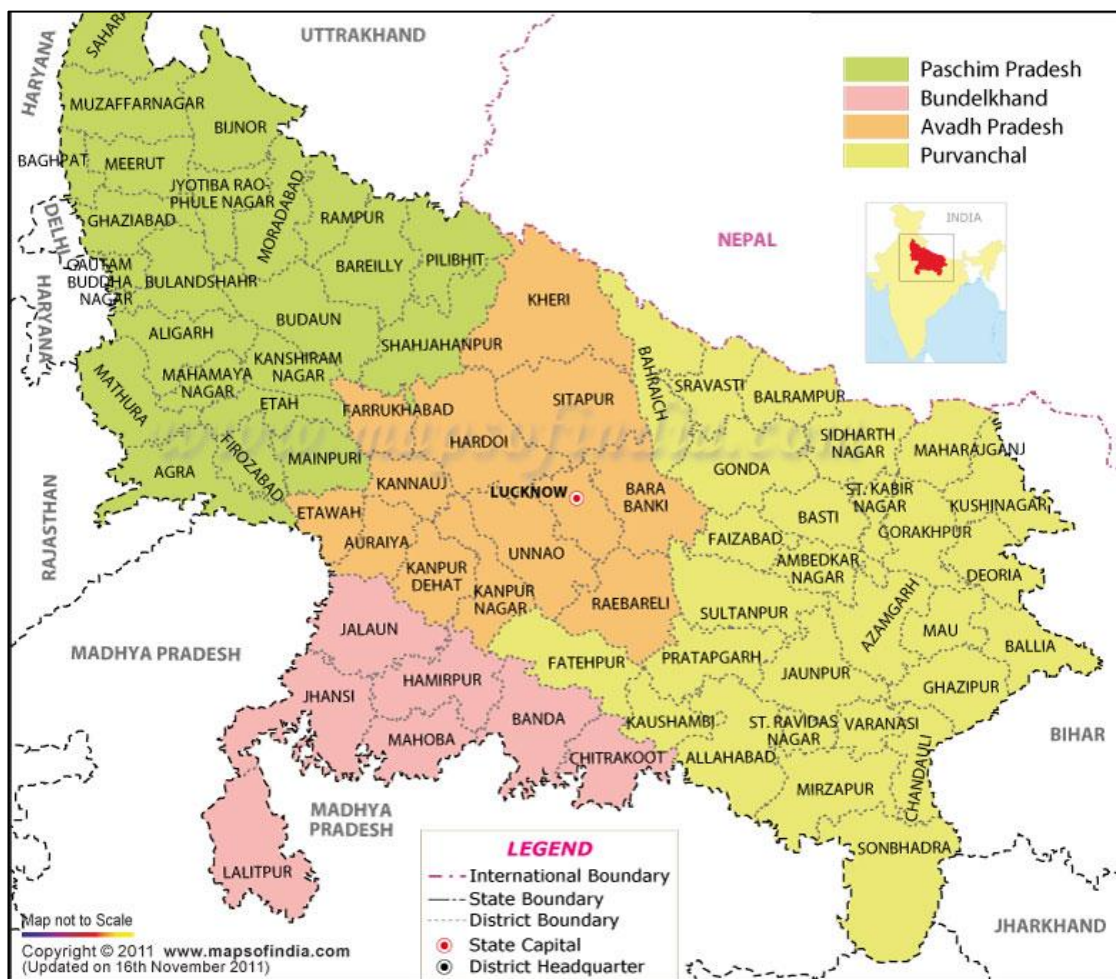 UTTRAKHAND
HARYANA
SAHARA
Paschim Pradesh
Bundelkhand
Avadh Pradesh
Purvanchal
MUZAFFARNAGAR
BIJNOR
BAGHPAT
MEERUT
JYOTIBA RAO-
PHULE NAGAR
MORADABAD
RAMPUR
GHAZIABAD
DELHI
INDIA
NEPAL
GAUTAM
BUDDHA
NAGAR
BULANDSHAHR
BAREILLY
PILIBHIT
KHERI
HARYANA
ALIGARH
BUDAUN
SHAHJAHANPUR
MAHAMAYA
NAGAR
KANSHIRAM
NAGAR
MATHURA
ETAH
BAHRAICH
SRAVASTI
BALRAMPUR
FARRUKHABAD
SITAPUR
www.mapsofindia.com
HARDOI
AGRA
FIROZABAD
MAINPURI
GONDA
SIDHARTH
NAGAR
MAHARAJGANJ
KANNAUJ
LUCKNOW
BARA
BANKI
ST. KABIR
NAGAR
KUSHINAGAR
RAJASTHAN
ETAWAH
BASTI
GORAKHPUR
AURAIYA
UNNAO
FAIZABAD
AMBEDKAR
NAGAR
DEORIA
KANPUR
DEHAT
KANPUR
NAGAR
RAEBARELI
SULTANPUR
AZAMGARH
MAU
BALLIA
MADHYA PRADESH
JALAUN
FATEHPUR
PRATAPGARH
JAUNPUR
GHAZIPUR
JHANSI
HAMIRPUR
BANDA
KAUSHAMBI
ST. RAVIDAS
NAGAR
VARANASI
BIHAR
MAHOBA
CHITRAKOOT
ALLAHABAD
MIRZAPUR
CHANDAULI
MADHYA
PRADESH
SONBHADRA
LALITPUR
JHARKHAND
LEGEND
International Boundary
State Boundary
District Boundary
State Capital
District Headquarter
Map not to Scale
Copyright © 2011 www.mapsofindia.com
(Updated on 16th November 2011)